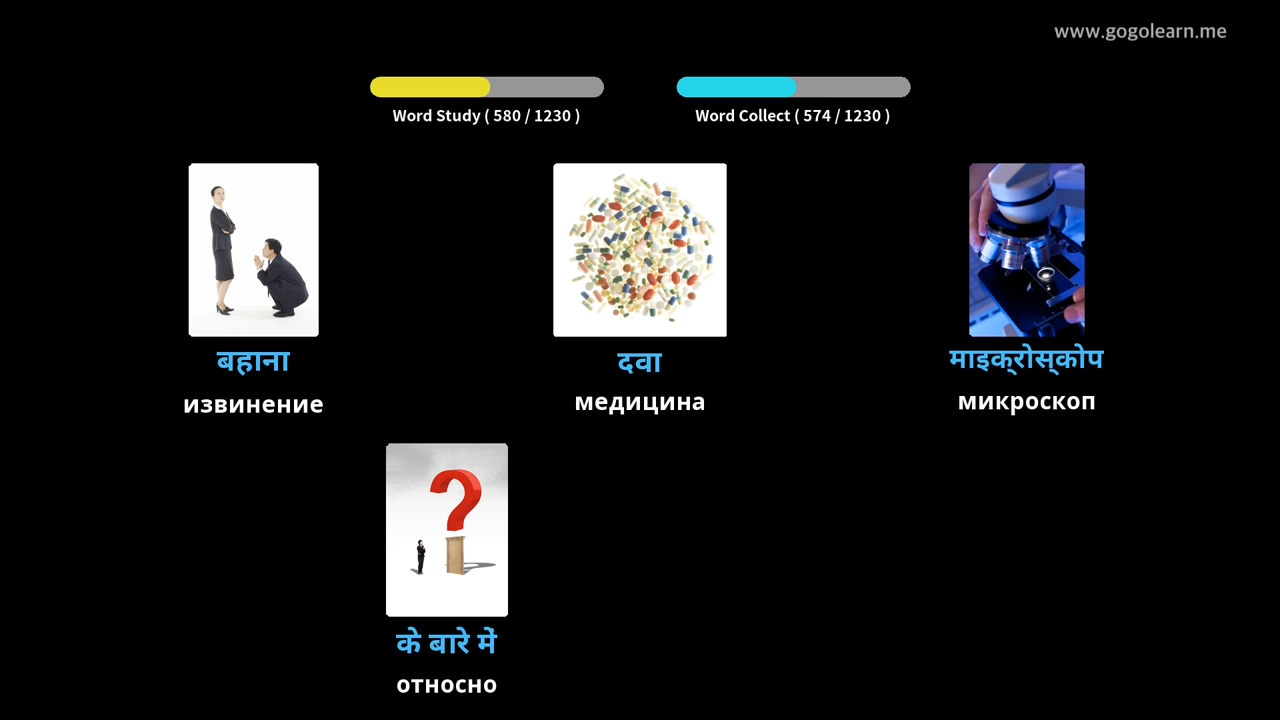 www.gogolearn.me
Word Study ( 580 / 1230 )
Word Collect ( 574 / 1230 )
बहाना
извинение
दवा
медицина
माइक्रोस्कोप
микроскоп
के बारे में
относно